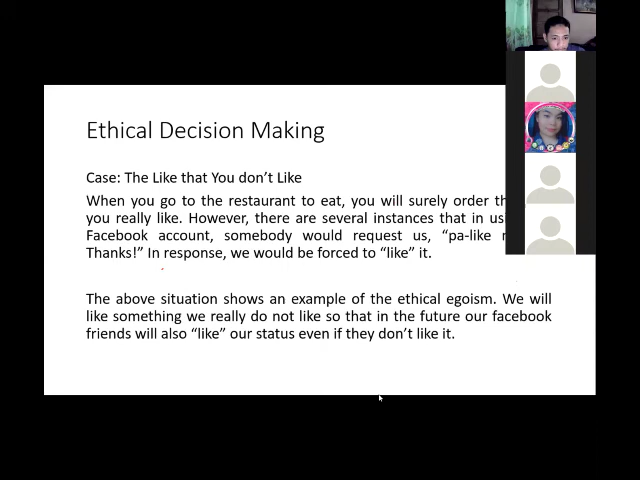 Ethical Decision Making
Case: The Like that You don't Like
When you go to the restaurant to eat, you will surely order
you really like. However, there are several instances that in
Facebook account, somebody would request us, "pa-like
Thanks!" In response, we would be forced to "like" it.
The above situation shows an example of the ethical egoism. We will
like something we really do not like so that in the future our facebook
friends will also "like" our status even if they don't like it.